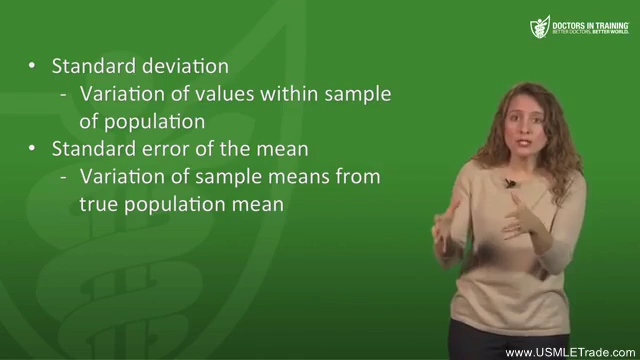 DOCTORS IN TRAINING
BETTER DOCTORS. BETTER WORLD.
• Standard deviation
- Variation of values within sample
of population
• Standard error of the mean
- Variation of sample means from
true population mean
www.USMLETrade.com